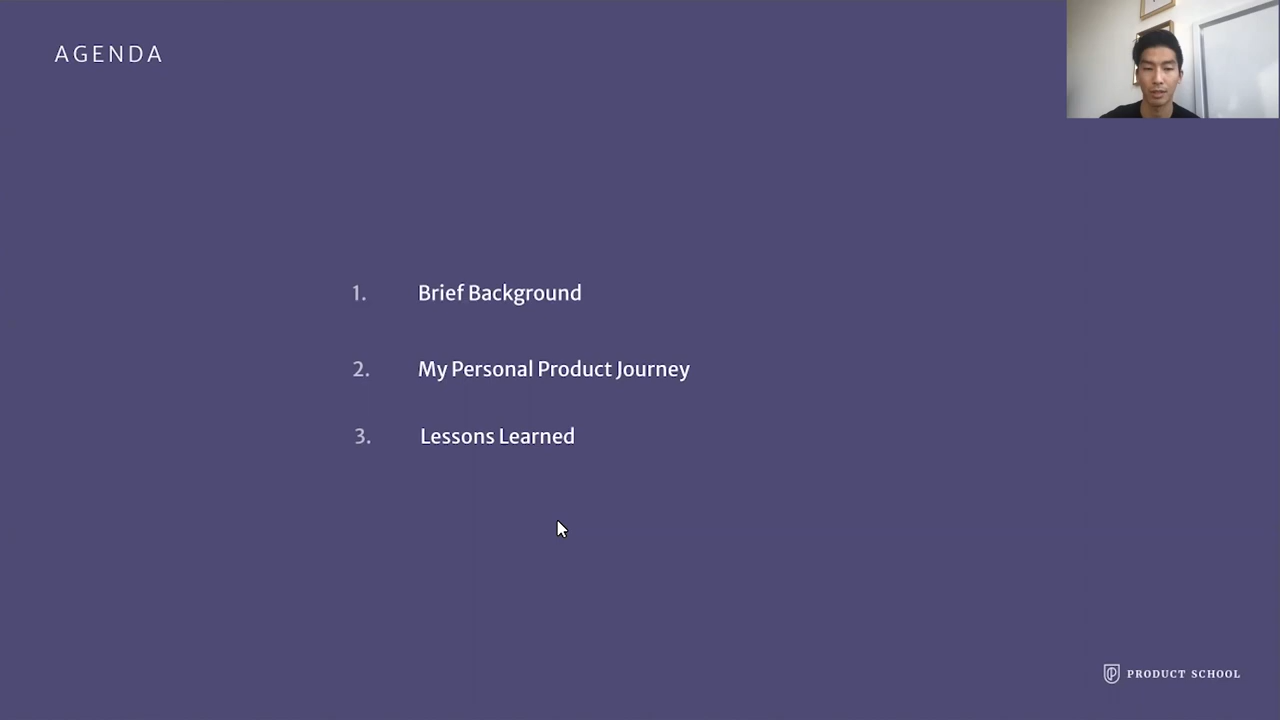 AGENDA
1. Brief Background
2. My Personal Product Journey
3. Lessons Learned
PRODUCT SCHOOL